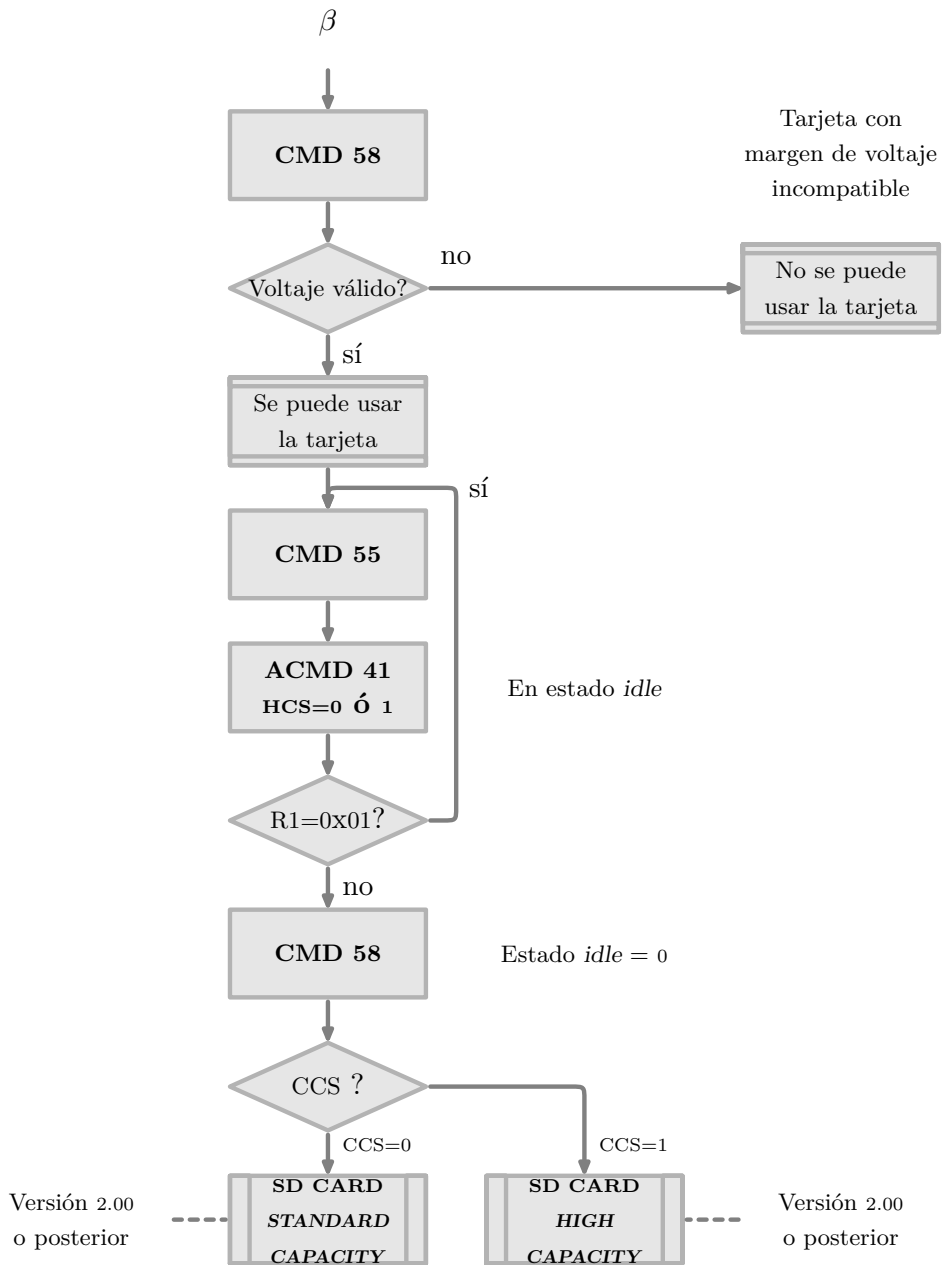 β
CMD 58
Tarjeta con
margen de voltaje
incompatible
Voltaje válido?
no
No se puede
usar la tarjeta
sí
Se puede usar
la tarjeta
sí
CMD 55
ACMD 41
HCS=0 Ó 1
En estado idle
R1=0x01?
no
CMD 58
Estado idle = 0
CCS ?
CCS=0
CCS=1
Versión 2.00
o posterior
SD CARD
STANDARD
CAPACITY
SD CARD
HIGH
CAPACITY
Versión 2.00
o posterior